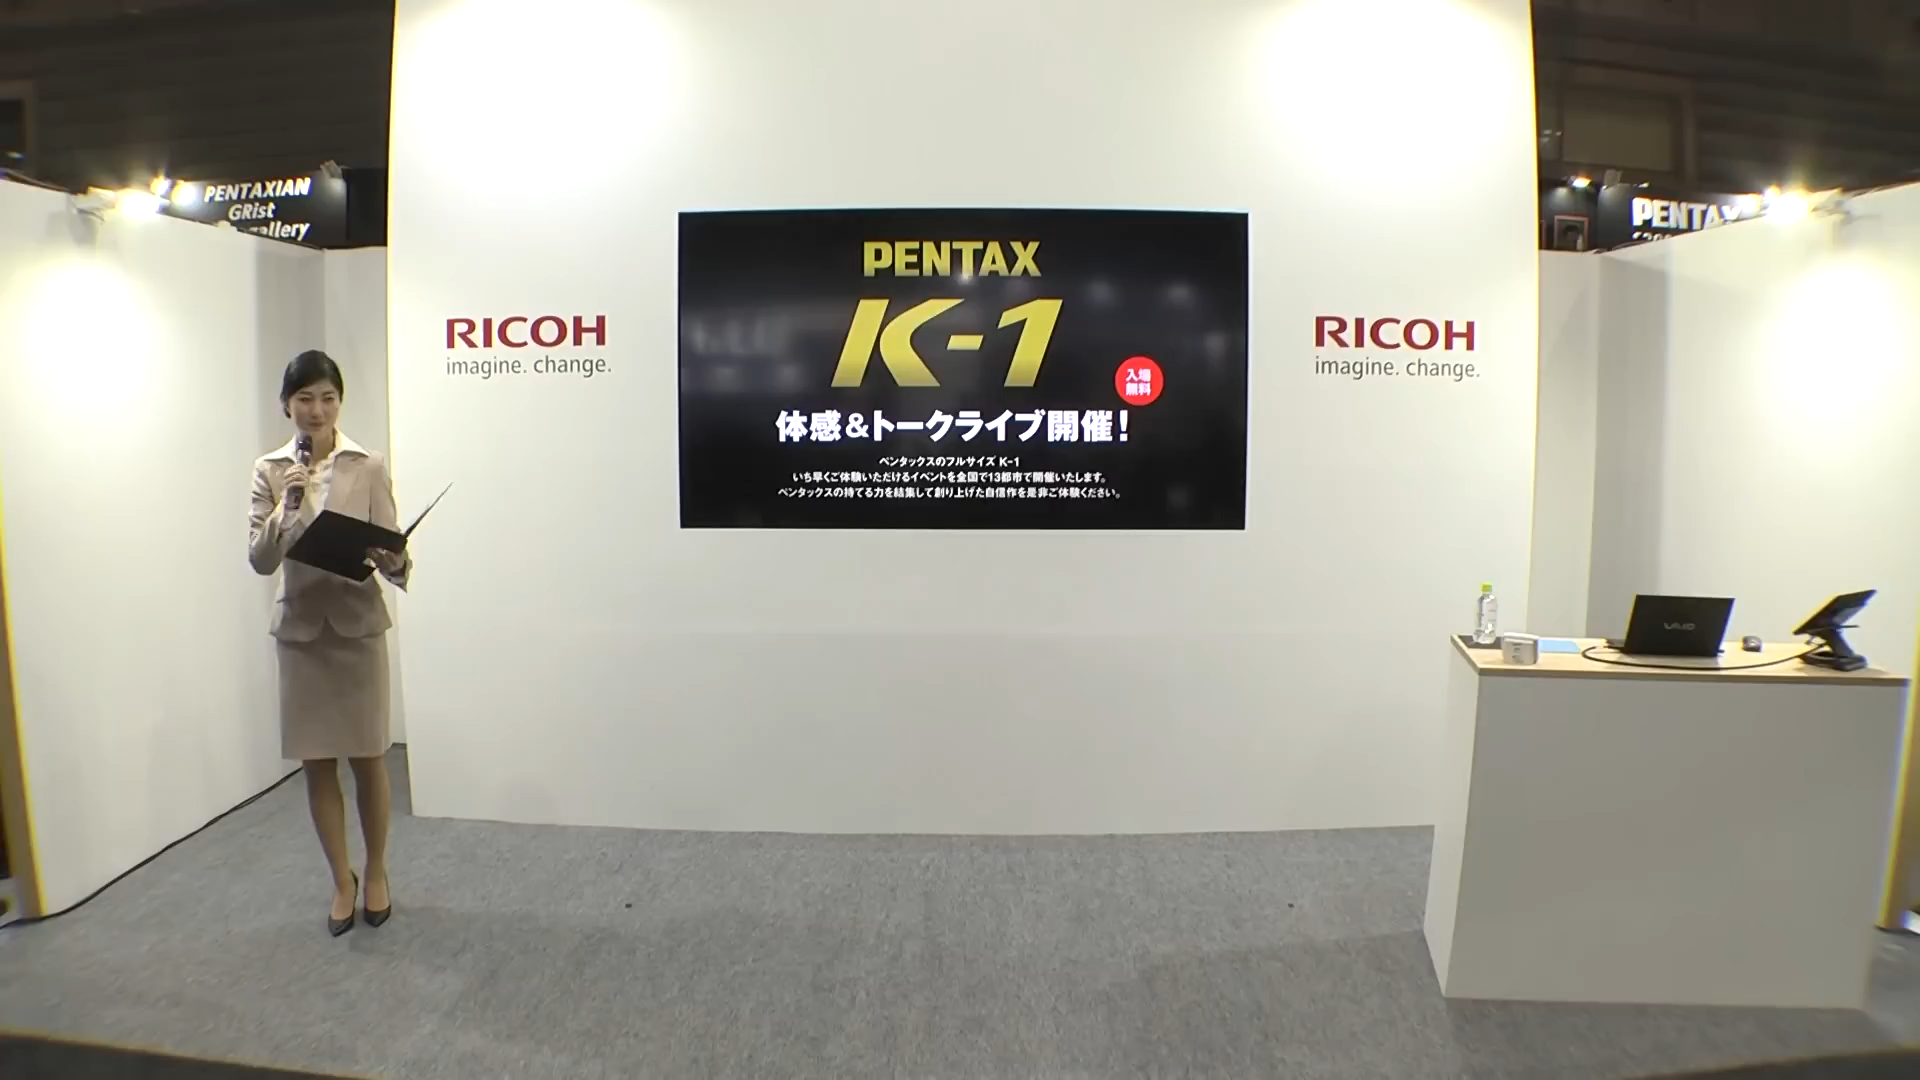 PENTAXIAN
GRist
gallery
PENTAX
RICOH
imagine. change.
PENTAX
K-1
入場
無料
体感&トークライブ開催!
ペンタックスのフルサイズ K-1
いち早くご体験いただけるイベントを全国で13都市で開催いたします。
ペンタックスの持てる力を結集して創り上げた自信作を是非ご体験ください。
RICOH
imagine. change.
VAIO